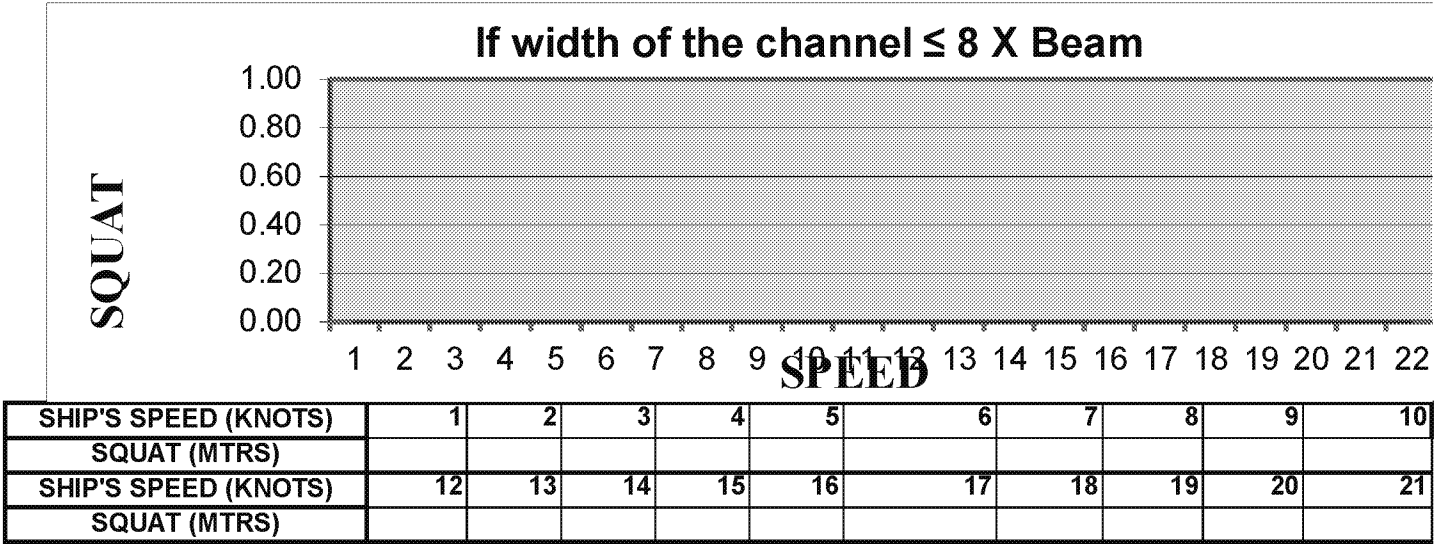 If width of the channel ≤ 8 X Beam
1.00
0.80
0.60
0.40
0.20
0.00
SQUAT
1 2 3 4 5 6 7 8 9 10 11 12 13 14 15 16 17 18 19 20 21 22
SPEED
SHIP'S SPEED (KNOTS) 1 2 3 4 5 6 7 8 9 10
SQUAT (MTRS)
SHIP'S SPEED (KNOTS) 12 13 14 15 16 17 18 19 20 21
SQUAT (MTRS)